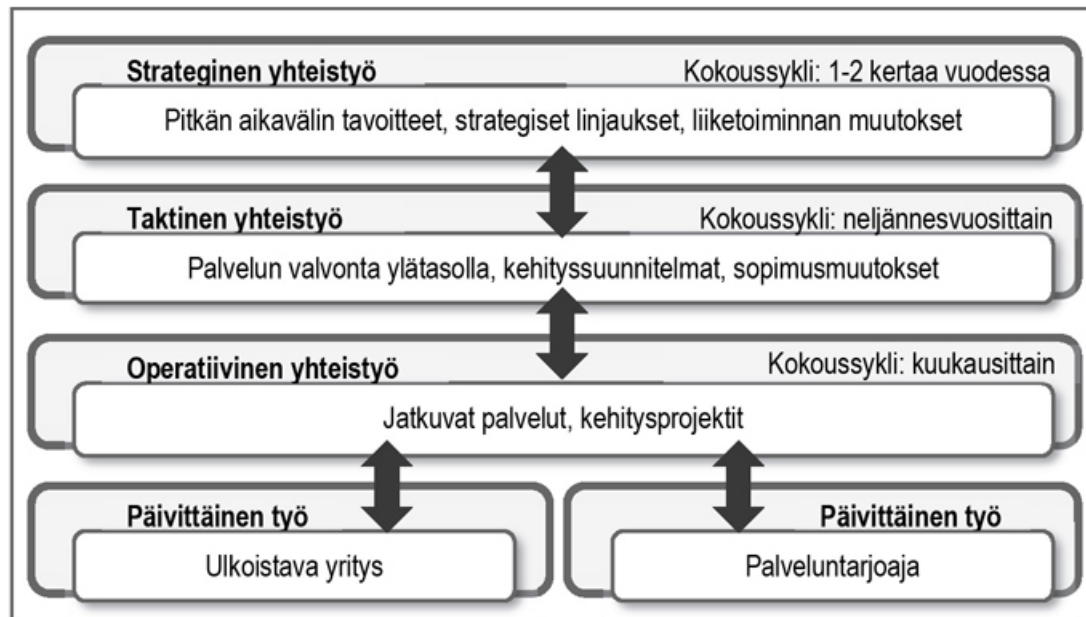 Strateginen yhteistyö
Kokoussykli: 1-2 kertaa vuodessa
Pitkän aikavälin tavoitteet, strategiset linjaukset, liiketoiminnan muutokset
Taktinen yhteistyö
Kokoussykli: neljännesvuosittain
Palvelun valvonta ylätasolla, kehityssuunnitelmat, sopimusmuutokset
Operatiivinen yhteistyö
Kokoussykli: kuukausittain
Jatkuvat palvelut, kehitysprojektit
Päivittäinen työ
Ulkoistava yritys
Päivittäinen työ
Palveluntarjoaja